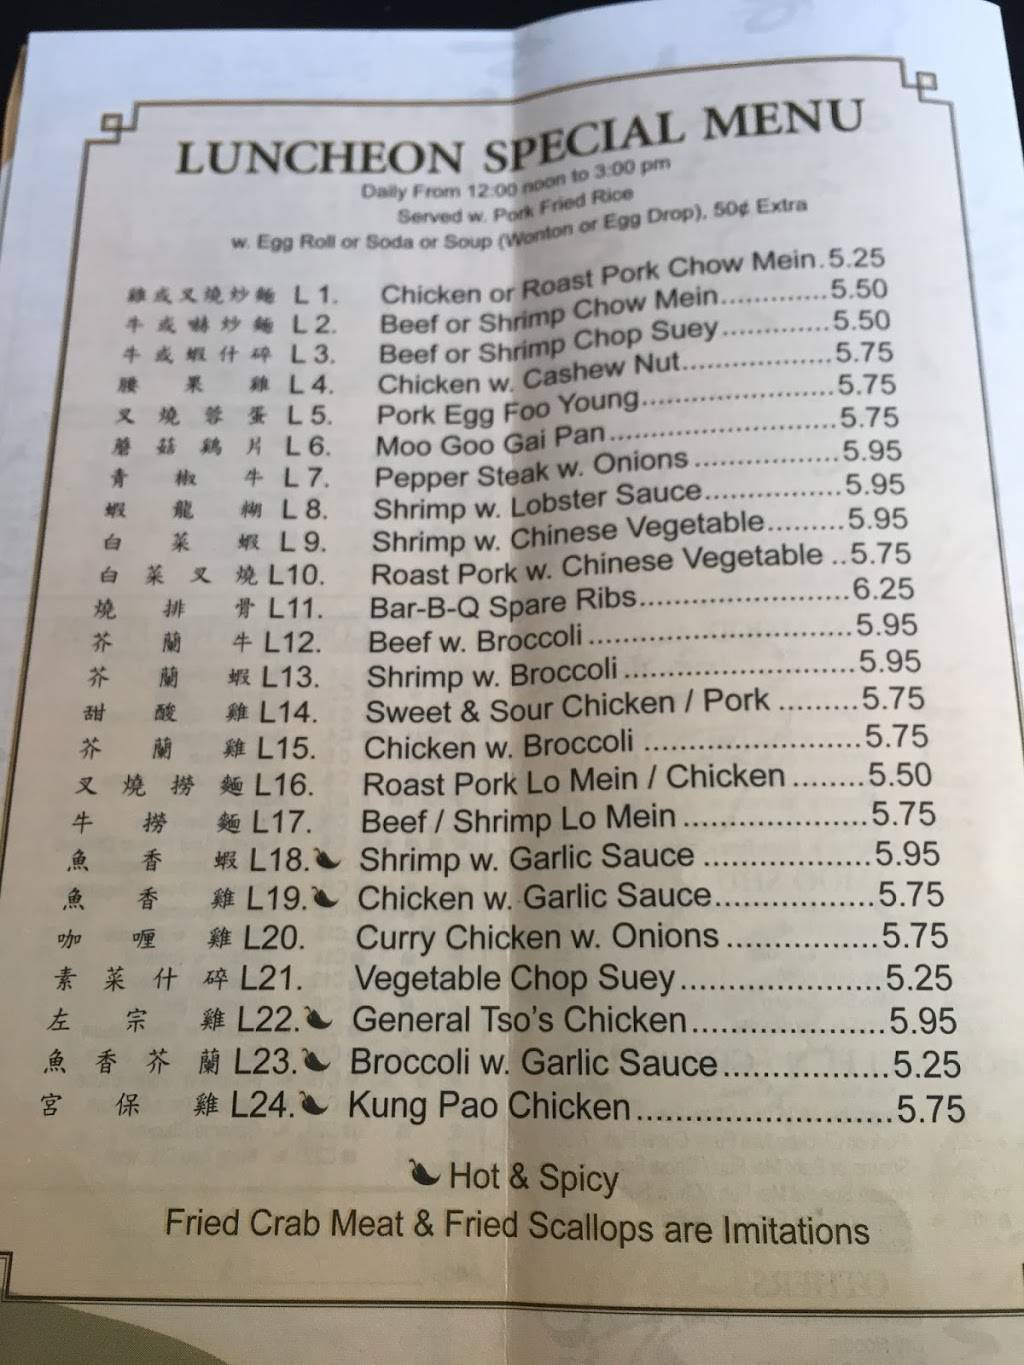 LUNCHEON SPECIAL MENU
Daily From 12:00 noon to 3:00 pm
Served w. Pork Fried Rice
w. Egg Roll or Soda or Soup (Wonton or Egg Drop), 50¢ Extra
雞或叉燒炒麵 L 1. Chicken or Roast Pork Chow Mein.5.25
牛或嚇炒麵 L 2. Beef or Shrimp Chow Mein.............5.50
牛或蝦什碎 L 3. Beef or Shrimp Chop Suey.............5.50
腰果雞 L 4. Chicken w. Cashew Nut..................5.75
叉燒蓉蛋 L 5. Pork Egg Foo Young.......................5.75
蘑菇鷄片 L 6. Moo Goo Gai Pan...........................5.75
青椒牛 L 7. Pepper Steak w. Onions.................5.95
蝦龍糊 L 8. Shrimp w. Lobster Sauce................5.95
白菜蝦 L 9. Shrimp w. Chinese Vegetable.........5.95
白菜叉燒 L10. Roast Pork w. Chinese Vegetable ..5.75
燒排骨 L11. Bar-B-Q Spare Ribs.........................6.25
芥蘭牛 L12. Beef w. Broccoli ..............................5.95
芥蘭蝦 L13. Shrimp w. Broccoli ..........................5.95
甜酸雞 L14. Sweet & Sour Chicken / Pork .........5.75
芥蘭雞 L15. Chicken w. Broccoli ........................5.75
叉燒撈麵 L16. Roast Pork Lo Mein / Chicken ........5.50
牛撈麵 L17. Beef / Shrimp Lo Mein ....................5.75
魚香蝦 L18. Shrimp w. Garlic Sauce ..................5.95
魚香雞 L19. Chicken w. Garlic Sauce.................5.75
咖喱雞 L20. Curry Chicken w. Onions ................5.75
素菜什碎 L21. Vegetable Chop Suey.....................5.25
左宗雞 L22. General Tso's Chicken....................5.95
魚香芥蘭 L23. Broccoli w. Garlic Sauce.................5.25
宮保雞 L24. Kung Pao Chicken..........................5.75
Hot & Spicy
Fried Crab Meat & Fried Scallops are Imitations